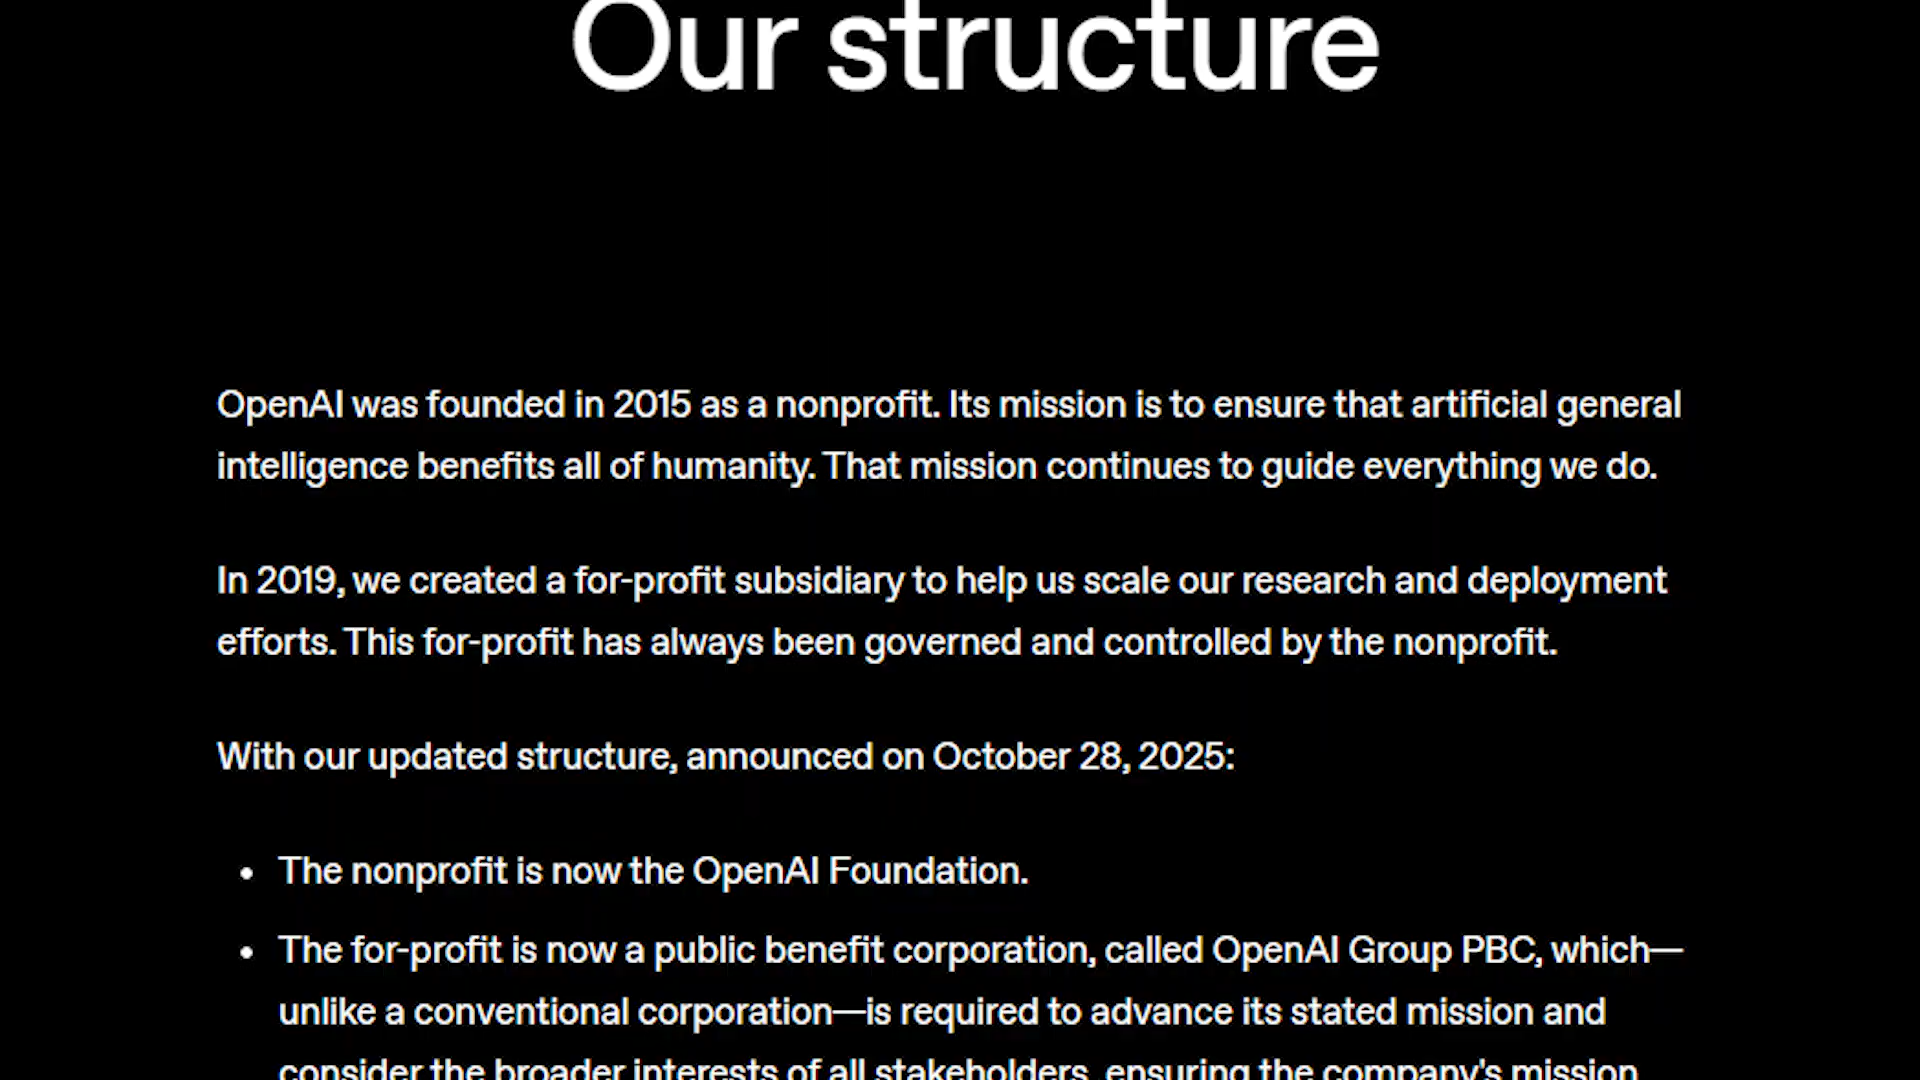 Our structure
OpenAI was founded in 2015 as a nonprofit. Its mission is to ensure that artificial general
intelligence benefits all of humanity. That mission continues to guide everything we do.
In 2019, we created a for-profit subsidiary to help us scale our research and deployment
efforts. This for-profit has always been governed and controlled by the nonprofit.
With our updated structure, announced on October 28, 2025:
• The nonprofit is now the OpenAI Foundation.
• The for-profit is now a public benefit corporation, called OpenAI Group PBC, which—
unlike a conventional corporation—is required to advance its stated mission and
consider the broader interests of all stakeholders, ensuring the company's mission